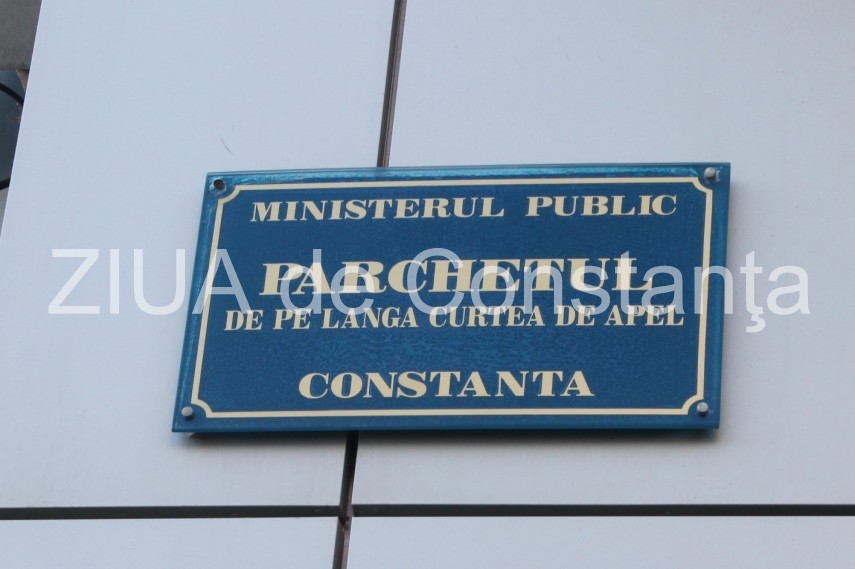 MINISTERUL PUBLIC
PARCHETUL
ZIUA de Constanţa
DE PE LANGA CURTEA DE APEL
CONSTANTA